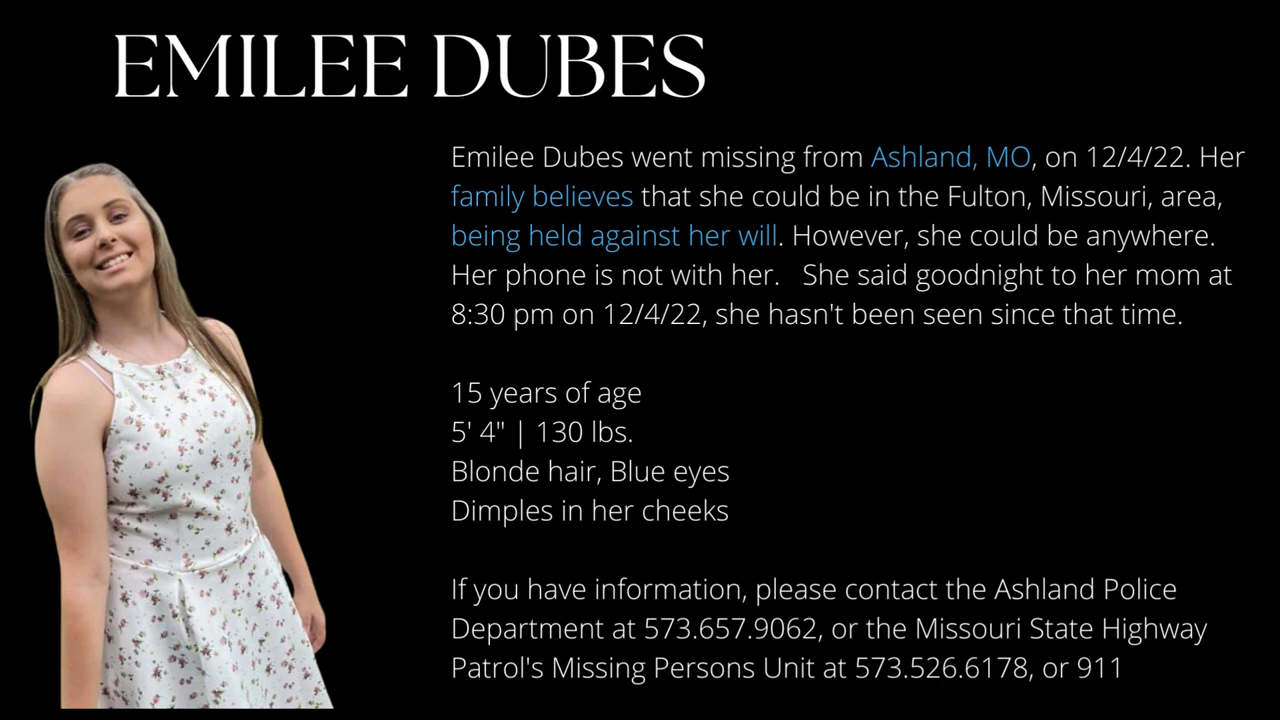 EMILEE DUBES
Emilee Dubes went missing from Ashland, MO, on 12/4/22. Her
family believes that she could be in the Fulton, Missouri, area,
being held against her will. However, she could be anywhere.
Her phone is not with her.   She said goodnight to her mom at
8:30 pm on 12/4/22, she hasn't been seen since that time.
15 years of age
5' 4" | 130 lbs.
Blonde hair, Blue eyes
Dimples in her cheeks
If you have information, please contact the Ashland Police
Department at 573.657.9062, or the Missouri State Highway
Patrol's Missing Persons Unit at 573.526.6178, or 911